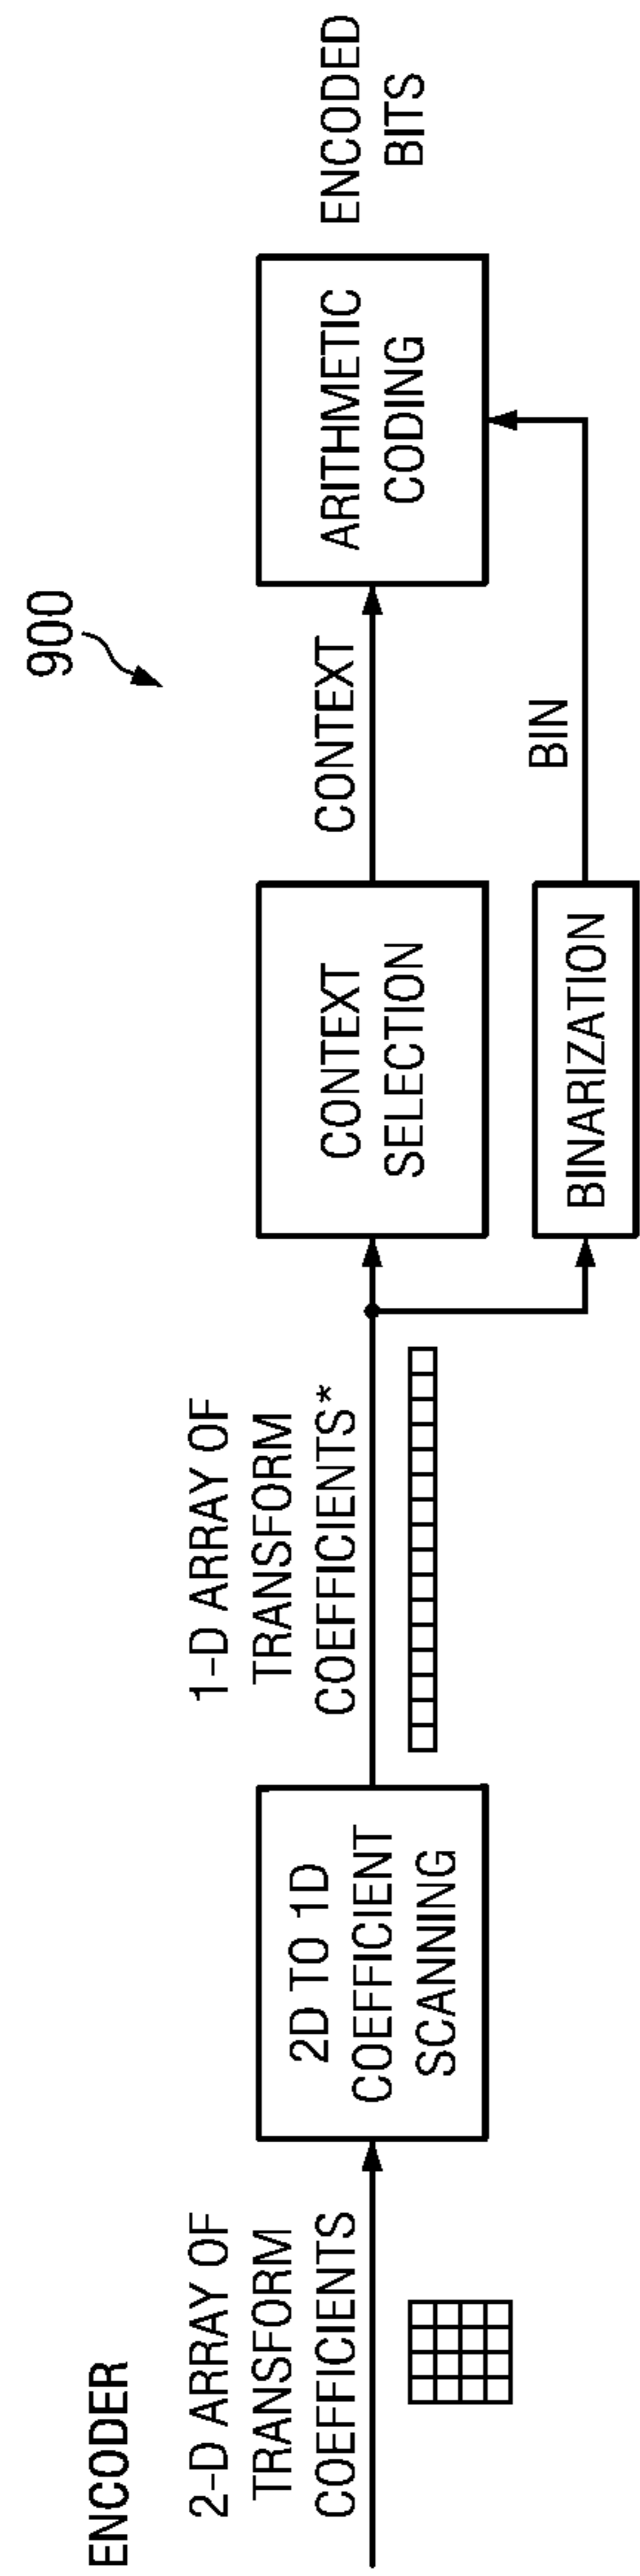 900
ENCODER
2-D ARRAY OF
TRANSFORM
COEFFICIENTS
2D TO 1D
COEFFICIENT
SCANNING
1-D ARRAY OF
TRANSFORM
COEFFICIENTS*
CONTEXT
SELECTION
CONTEXT
BINARIZATION
BIN
ARITHMETIC
CODING
ENCODED
BITS